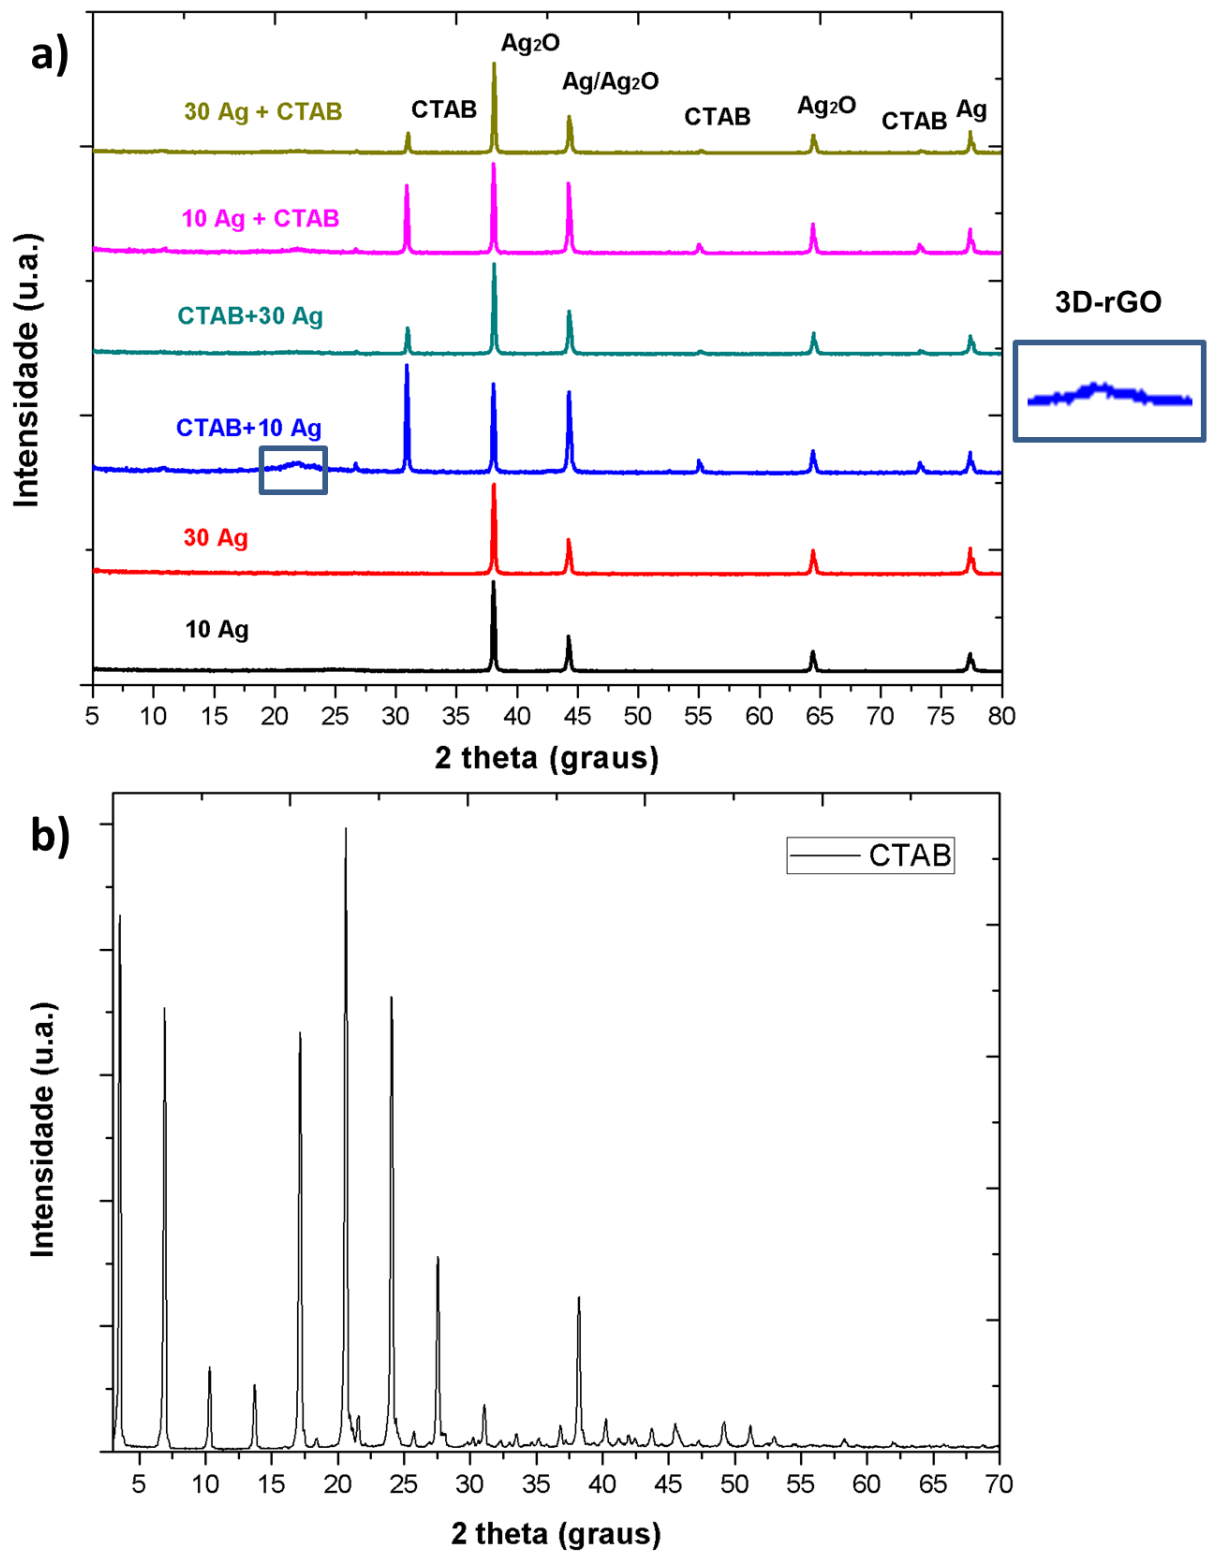 a)
Ag2O
Ag/Ag2O
30 Ag + CTAB
CTAB
CTAB
Ag2O
CTAB
Ag
10 Ag + CTAB
CTAB+30 Ag
3D-rGO
CTAB+10 Ag
30 Ag
10 Ag
Intensidade (u.a.)
5 10 15 20 25 30 35 40 45 50 55 60 65 70 75 80
2 theta (graus)
b)
CTAB
Intensidade (u.a.)
5 10 15 20 25 30 35 40 45 50 55 60 65 70
2 theta (graus)